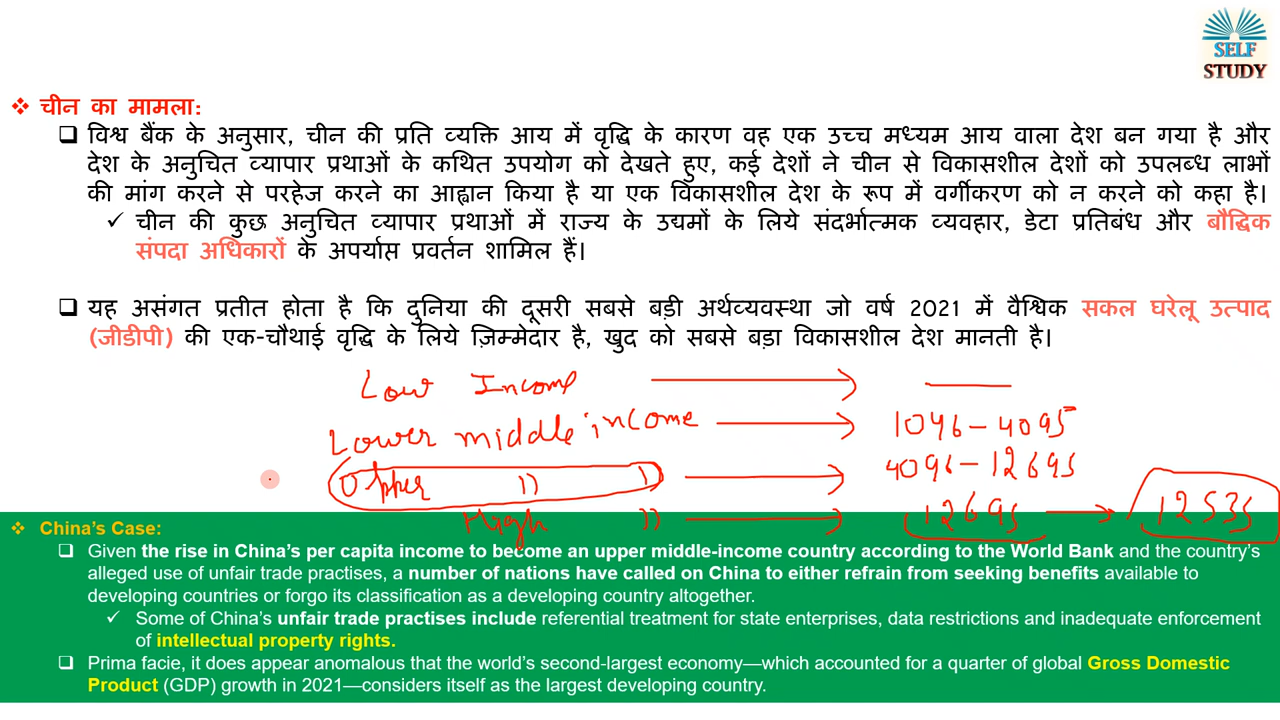 SELF
STUDY
❖ चीन का मामला:
❑ विश्व बैंक के अनुसार, चीन की प्रति व्यक्ति आय में वृद्धि के कारण वह एक उच्च मध्यम आय वाला देश बन गया है और
देश के अनुचित व्यापार प्रथाओं के कथित उपयोग को देखते हुए, कई देशों ने चीन से विकासशील देशों को उपलब्ध लाभों
की मांग करने से परहेज करने का आह्वान किया है या एक विकासशील देश के रूप में वर्गीकरण को न करने को कहा है।
✓ चीन की कुछ अनुचित व्यापार प्रथाओं में राज्य के उद्यमों के लिये संदर्भात्मक व्यवहार, डेटा प्रतिबंध और बौद्धिक
संपदा अधिकारों के अपर्याप्त प्रवर्तन शामिल हैं।
❑ यह असंगत प्रतीत होता है कि दुनिया की दूसरी सबसे बड़ी अर्थव्यवस्था जो वर्ष 2021 में वैश्विक सकल घरेलू उत्पाद
(जीडीपी) की एक-चौथाई वृद्धि के लिये ज़िम्मेदार है, खुद को सबसे बड़ा विकासशील देश मानती है।
Low Income → —
Lower middle income → 1046 - 4095
Upper " " → 4096 - 12695
High " → 12695 → 12535
❖ China's Case:
❑ Given the rise in China's per capita income to become an upper middle-income country according to the World Bank and the country's
alleged use of unfair trade practises, a number of nations have called on China to either refrain from seeking benefits available to
developing countries or forgo its classification as a developing country altogether.
✓ Some of China's unfair trade practises include referential treatment for state enterprises, data restrictions and inadequate enforcement
of intellectual property rights.
❑ Prima facie, it does appear anomalous that the world's second-largest economy—which accounted for a quarter of global Gross Domestic
Product (GDP) growth in 2021—considers itself as the largest developing country.